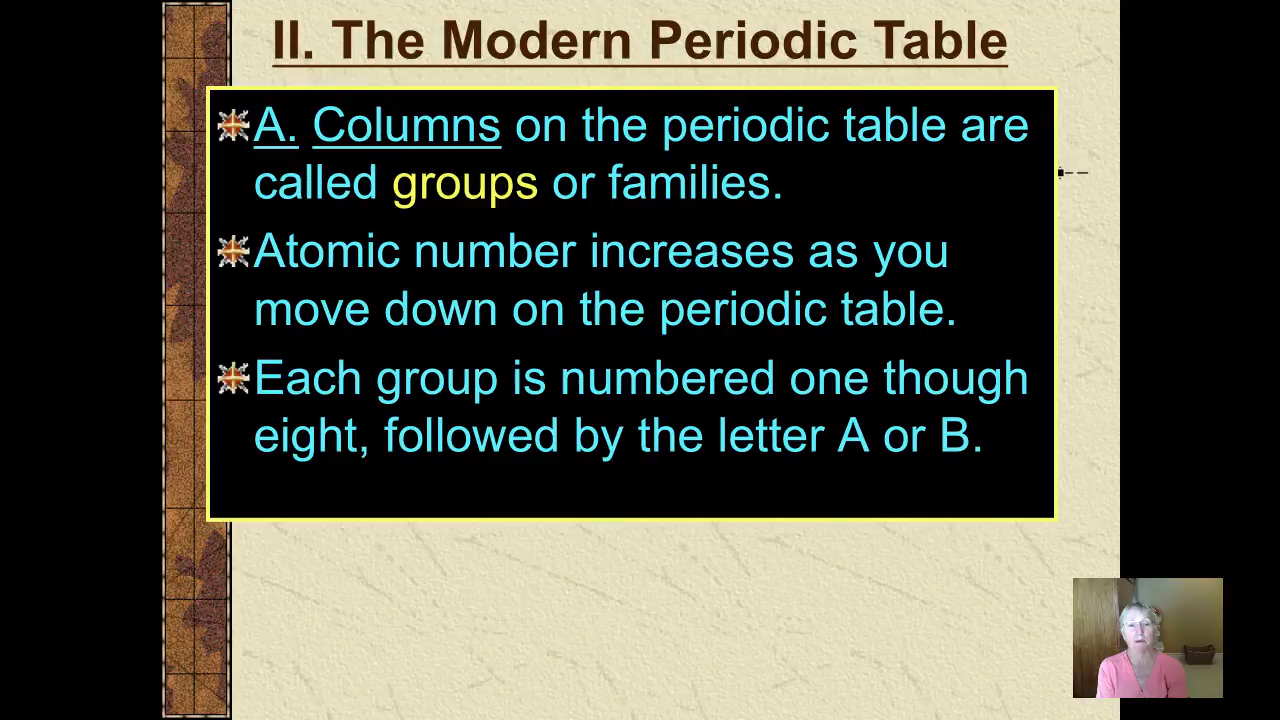 II. The Modern Periodic Table
A. Columns on the periodic table are
called groups or families.
Atomic number increases as you
move down on the periodic table.
Each group is numbered one though
eight, followed by the letter A or B.